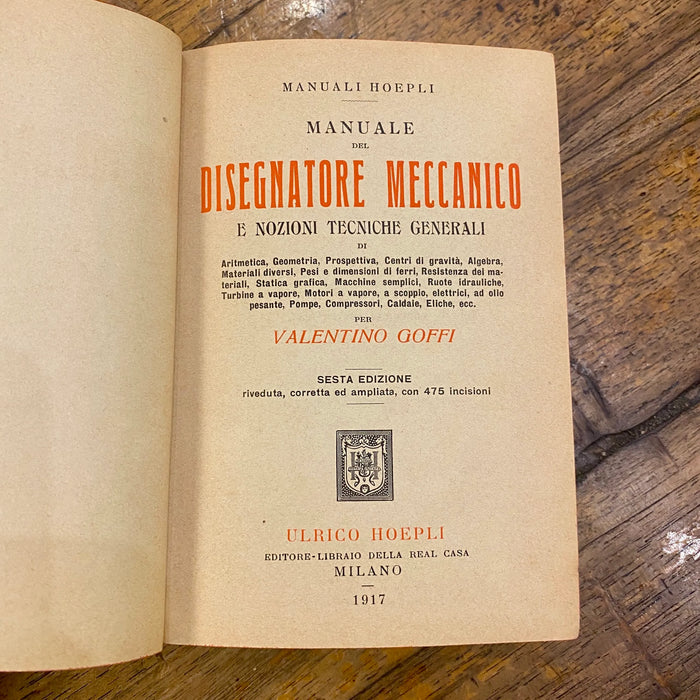 MANUALI HOEPLI
MANUALE
DEL
DISEGNATORE MECCANICO
E NOZIONI TECNICHE GENERALI
DI
Aritmetica, Geometria, Prospettiva, Centri di gravità, Algebra,
Materiali diversi, Pesi e dimensioni di ferri, Resistenza dei ma-
teriali, Statica grafica, Macchine semplici, Ruote idrauliche,
Turbine a vapore, Motori a vapore, a scoppio, elettrici, ad olio
pesante, Pompe, Compressori, Caldaie, Eliche, ecc.
PER
VALENTINO GOFFI
SESTA EDIZIONE
riveduta, corretta ed ampliata, con 475 incisioni
ULRICO HOEPLI
EDITORE-LIBRAIO DELLA REAL CASA
MILANO
1917